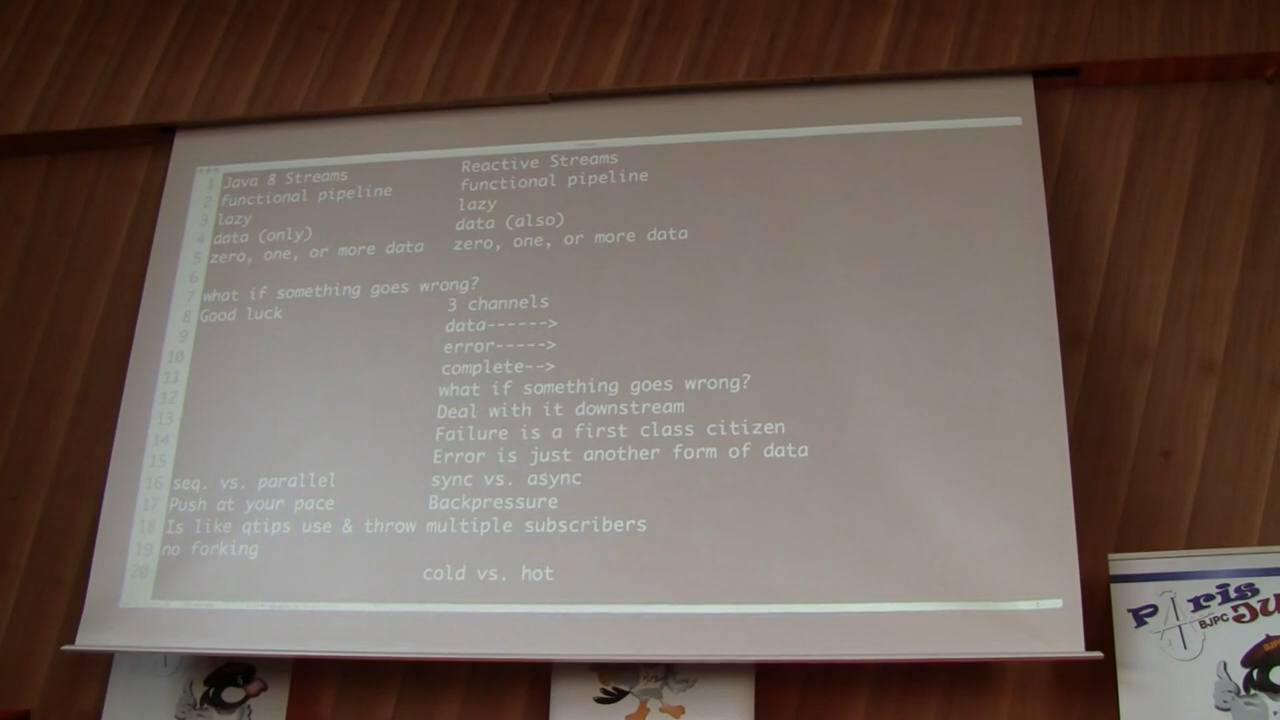 1 Java 8 Streams Reactive Streams
2 functional pipeline functional pipeline
3 lazy lazy
4 data (only) data (also)
5 zero, one, or more data zero, one, or more data
6
7 what if something goes wrong?
8 Good luck 3 channels
9 data------>
10 error----->
11 complete-->
12 what if something goes wrong?
13 Deal with it downstream
14 Failure is a first class citizen
15 Error is just another form of data
16 seq. vs. parallel sync vs. async
17 Push at your pace Backpressure
18 Is like qtips use & throw multiple subscribers
19 no forking
20 cold vs. hot
Paris
BJPC JU